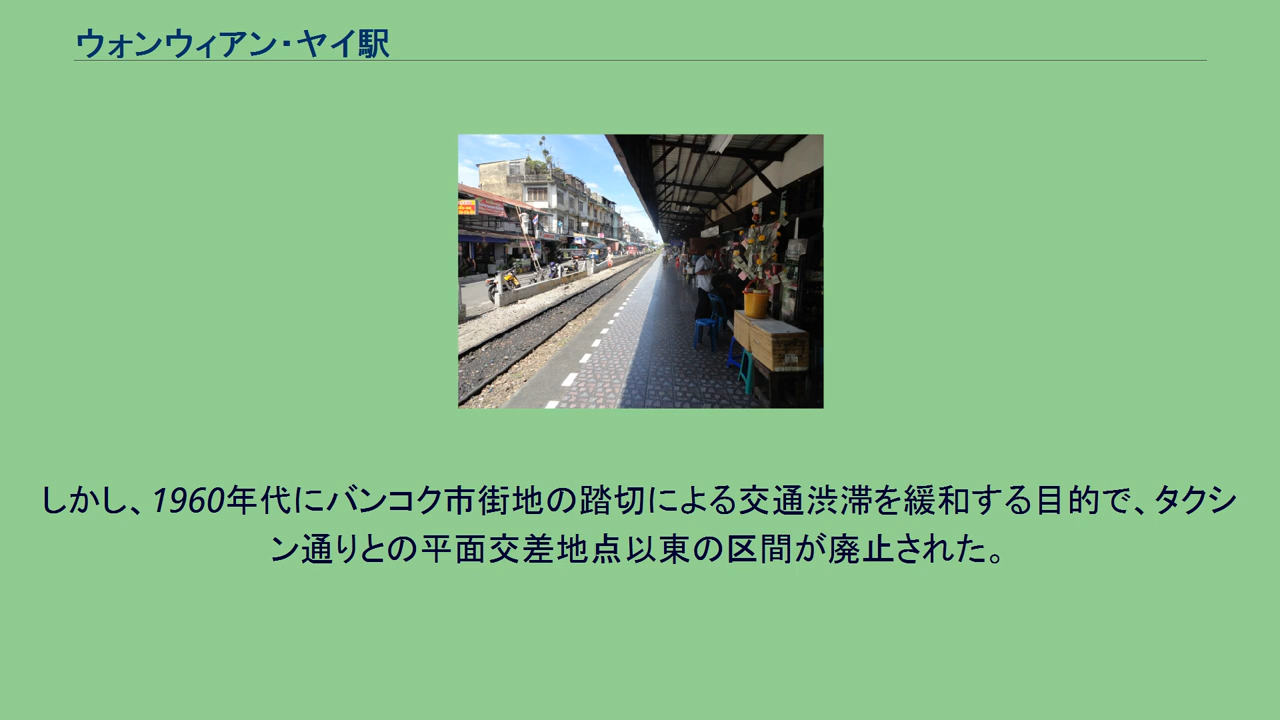 ウォンウィアン・ヤイ駅
しかし、1960年代にバンコク市街地の踏切による交通渋滞を緩和する目的で、タクシ
ン通りとの平面交差地点以東の区間が廃止された。